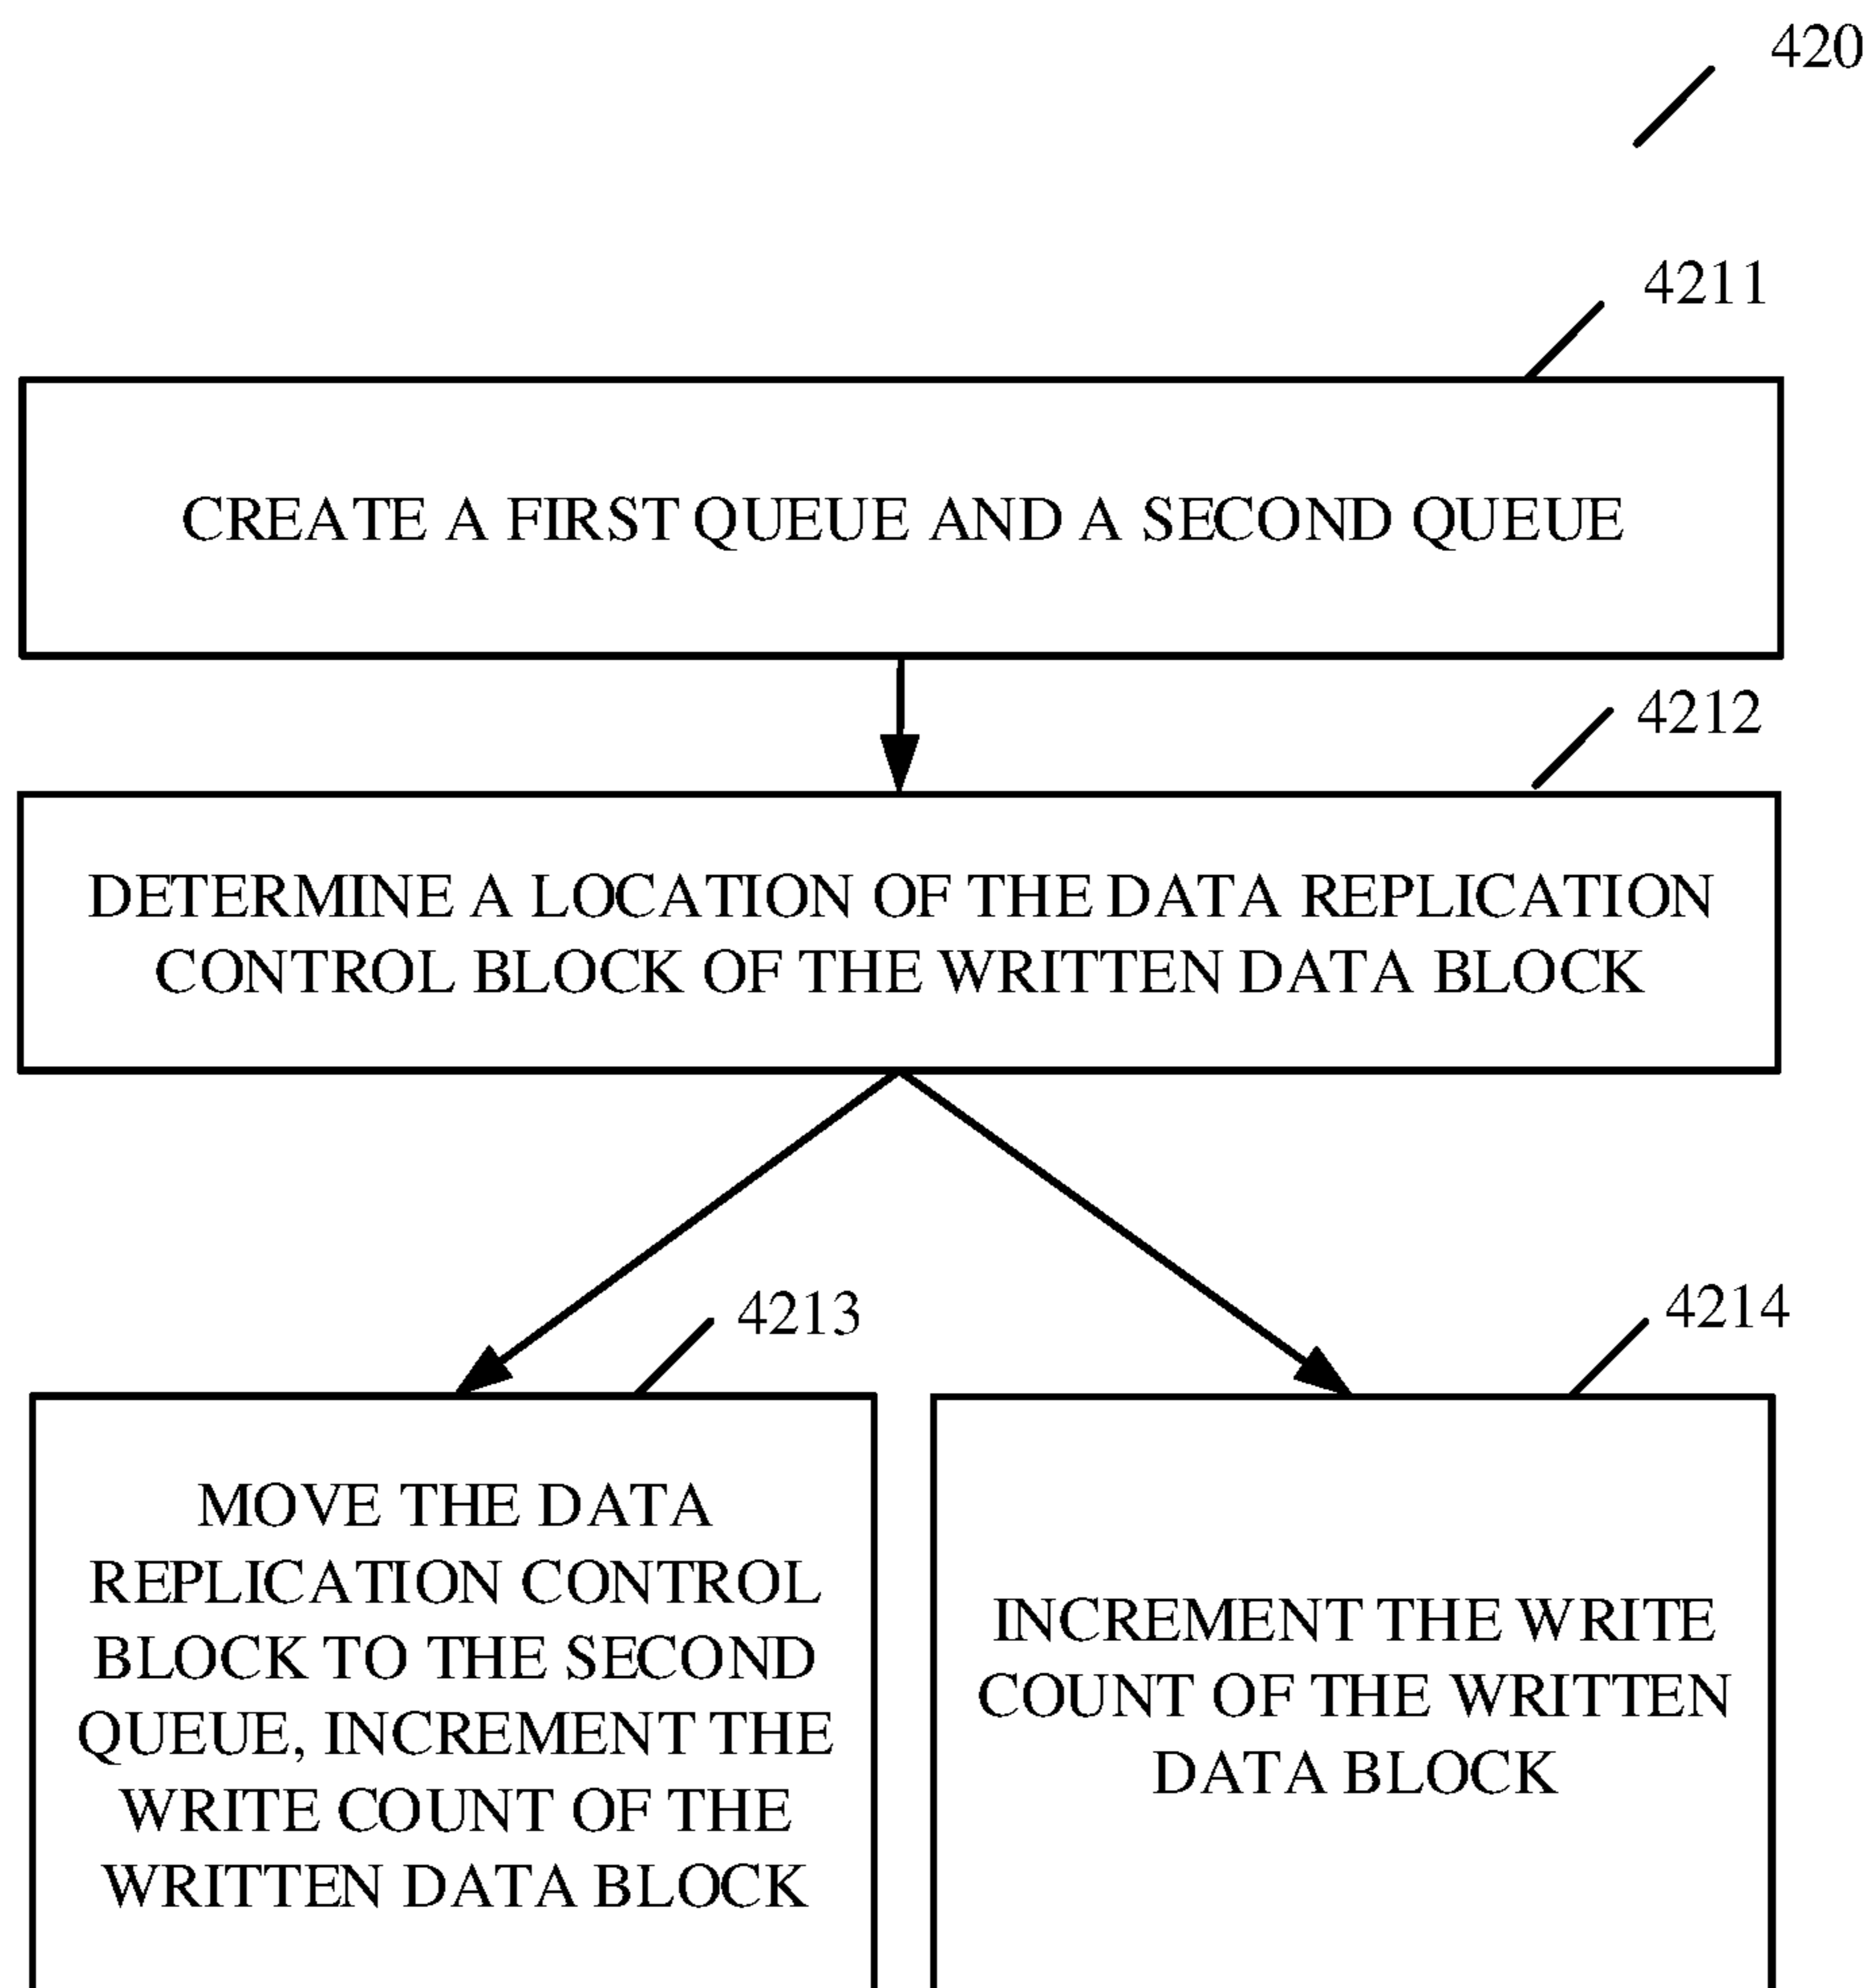 420
4211
CREATE A FIRST QUEUE AND A SECOND QUEUE
4212
DETERMINE A LOCATION OF THE DATA REPLICATION
CONTROL BLOCK OF THE WRITTEN DATA BLOCK
4213
MOVE THE DATA
REPLICATION CONTROL
BLOCK TO THE SECOND
QUEUE, INCREMENT THE
WRITE COUNT OF THE
WRITTEN DATA BLOCK
4214
INCREMENT THE WRITE
COUNT OF THE WRITTEN
DATA BLOCK